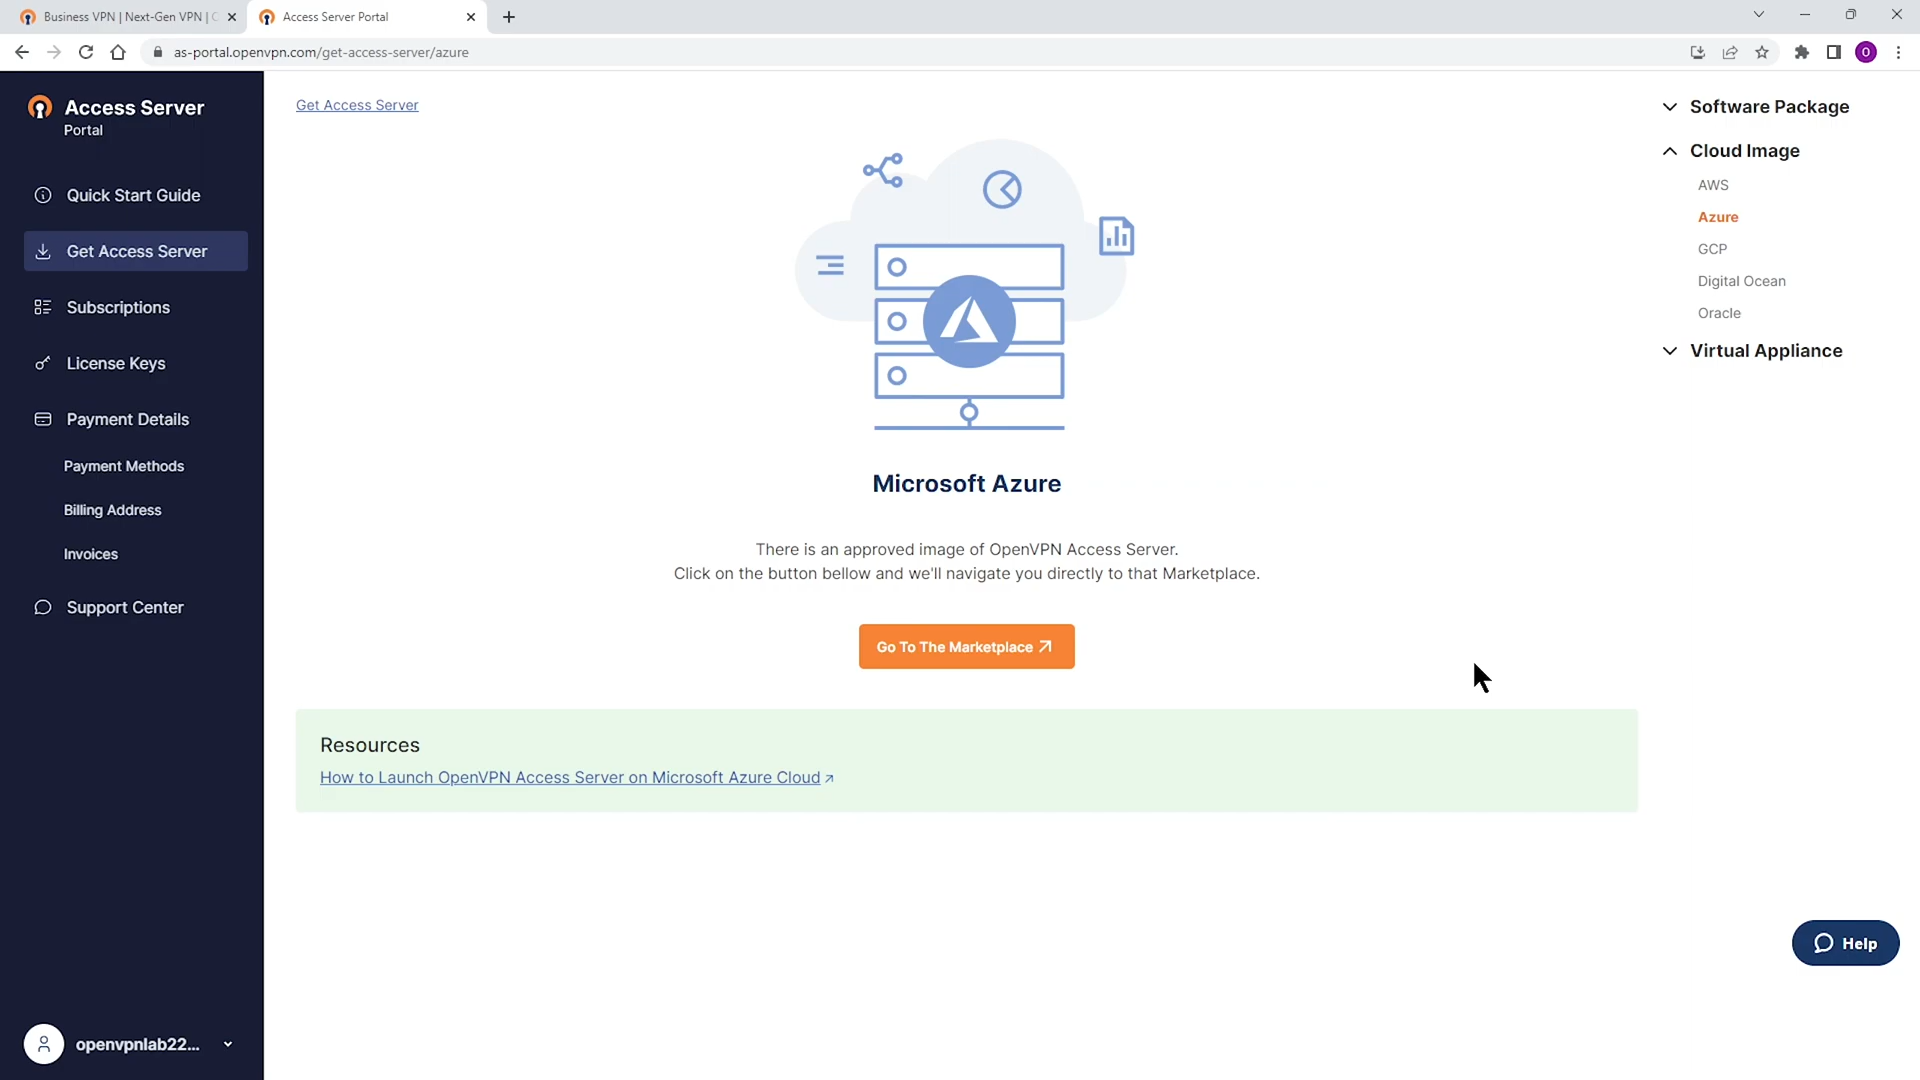 Business VPN | Next-Gen VPN |
Access Server Portal
as-portal.openvpn.com/get-access-server/azure
O
Access Server
Portal
Quick Start Guide
Get Access Server
Subscriptions
License Keys
Payment Details
Payment Methods
Billing Address
Invoices
Support Center
openvpnlab22...
Get Access Server
Microsoft Azure
There is an approved image of OpenVPN Access Server.
Click on the button bellow and we'll navigate you directly to that Marketplace.
Go To The Marketplace
Resources
How to Launch OpenVPN Access Server on Microsoft Azure Cloud
Software Package
Cloud Image
AWS
Azure
GCP
Digital Ocean
Oracle
Virtual Appliance
Help